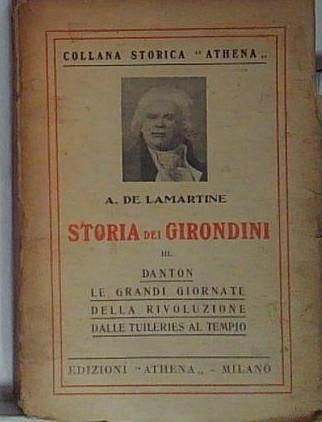 COLLANA STORICA "ATHENA„
A. DE LAMARTINE
STORIA DEI GIRONDINI
III.
DANTON
LE GRANDI GIORNATE
DELLA RIVOLUZIONE
DALLE TUILERIES AL TEMPIO
EDIZIONI "ATHENA„ - MILANO